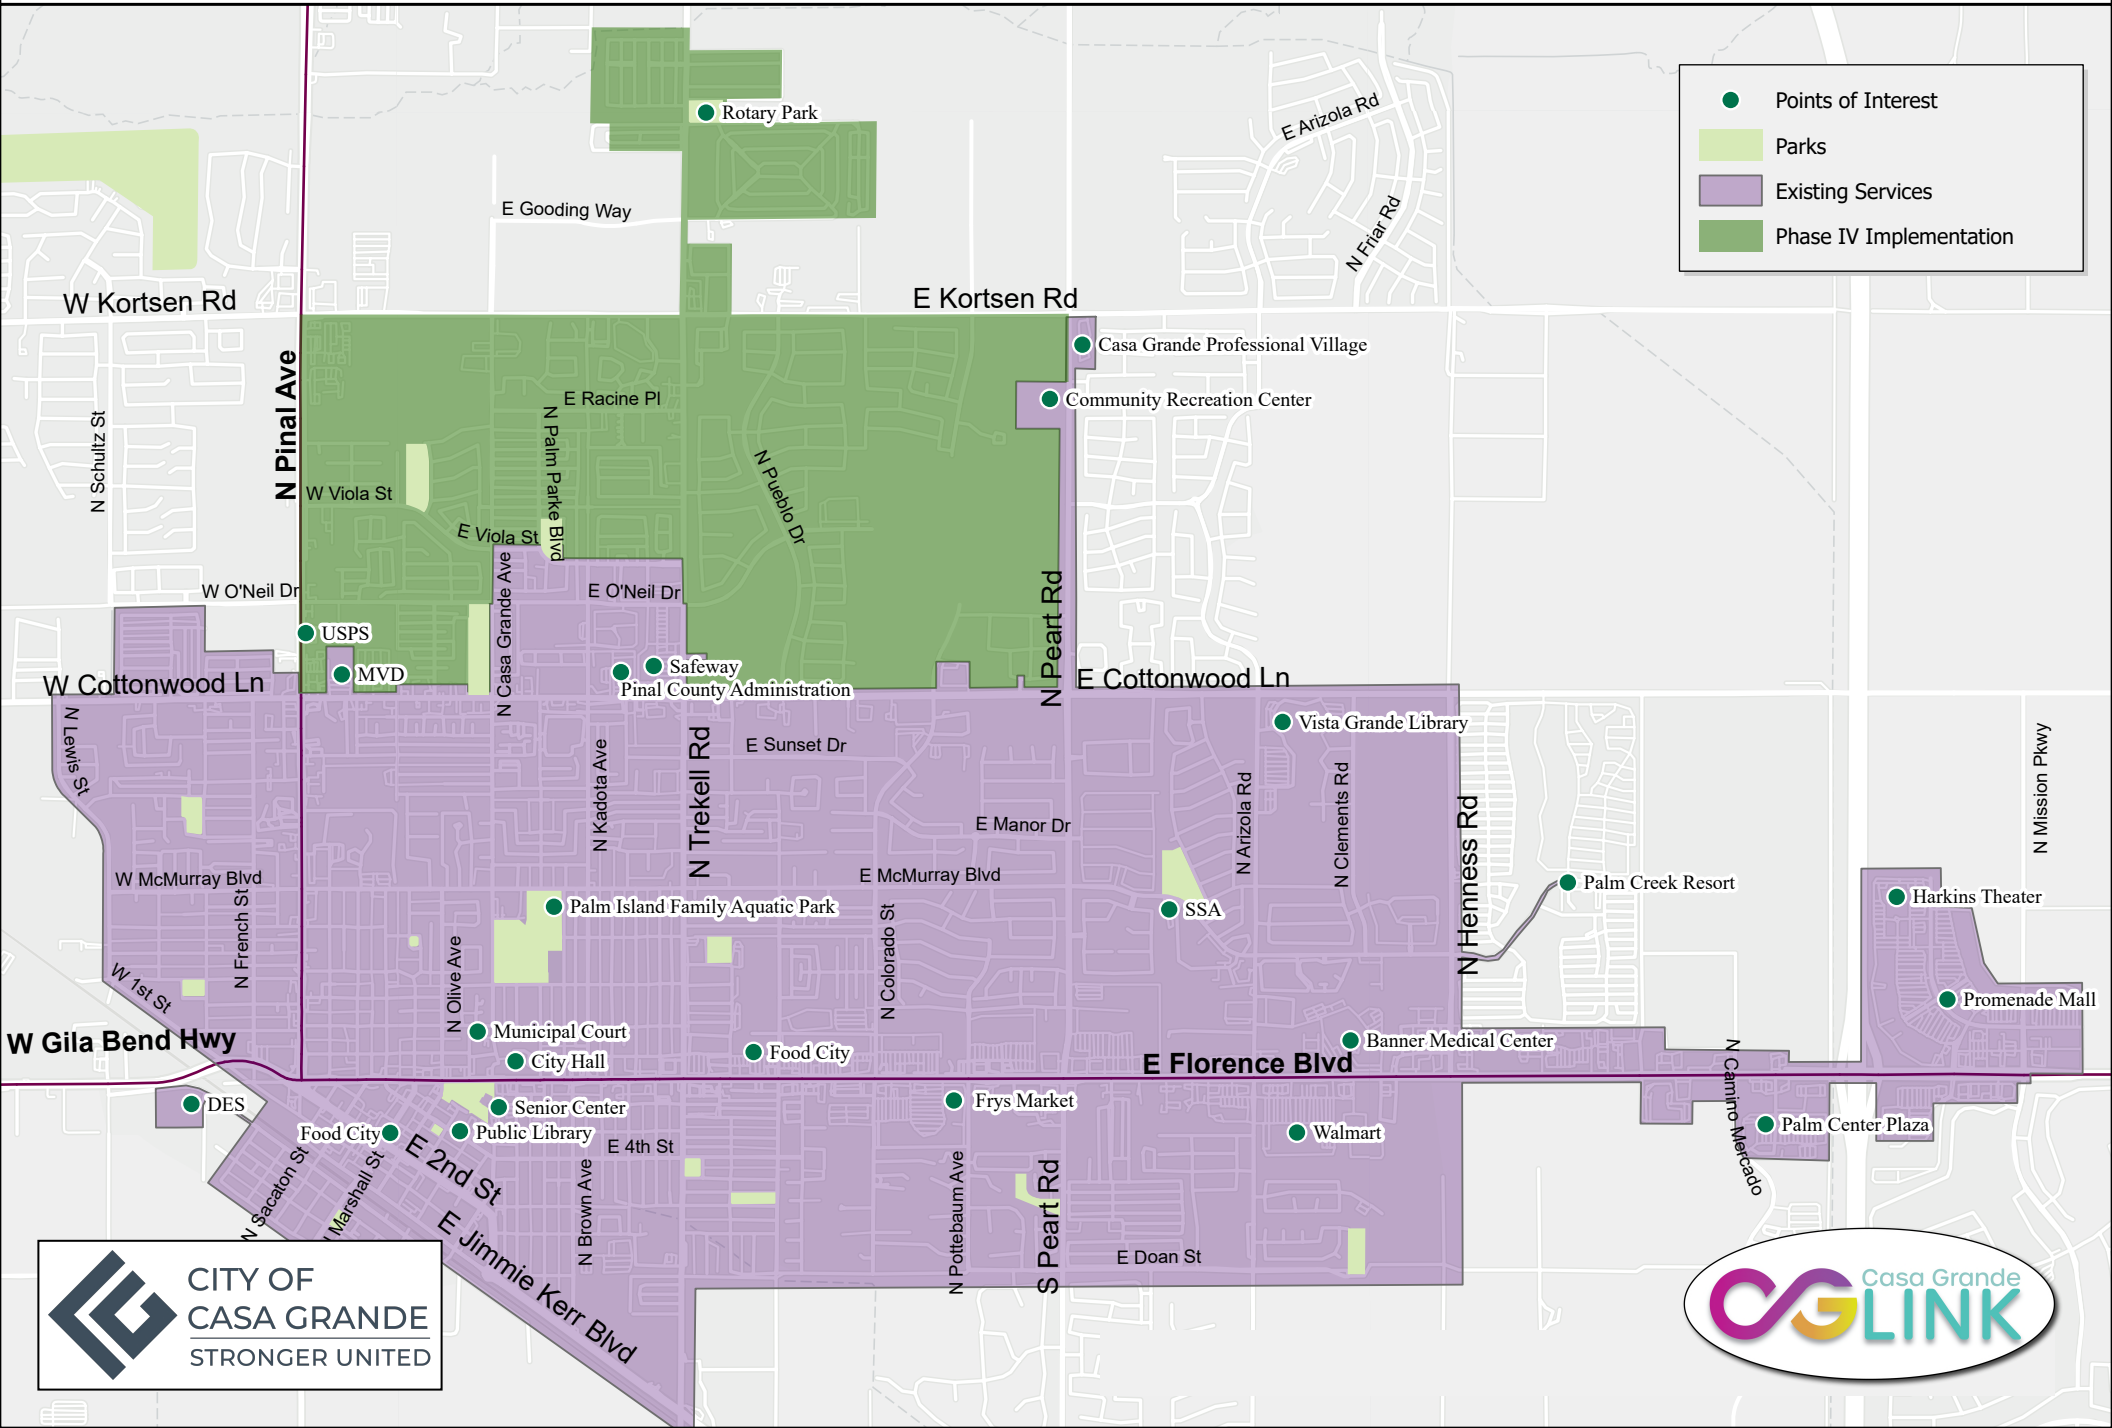 Points of Interest
Parks
Existing Services
Phase IV Implementation
Rotary Park
E Arizola Rd
E Gooding Way
N Friar Rd
W Kortsen Rd
E Kortsen Rd
Casa Grande Professional Village
N Pinal Ave
E Racine Pl
Community Recreation Center
N Schultz St
N Palm Parke Blvd
N Pueblo Dr
W Viola St
E Viola St
N Casa Grande Ave
W O'Neil Dr
E O'Neil Dr
N Peart Rd
USPS
MVD
Safeway
Pinal County Administration
W Cottonwood Ln
E Cottonwood Ln
N Lewis St
Vista Grande Library
E Sunset Dr
N Kadota Ave
N Trekell Rd
N Arizola Rd
N Clements Rd
N Henness Rd
N Mission Pkwy
E Manor Dr
W McMurray Blvd
E McMurray Blvd
Palm Creek Resort
Harkins Theater
N French St
Palm Island Family Aquatic Park
SSA
N Olive Ave
N Colorado St
W 1st St
Promenade Mall
W Gila Bend Hwy
Municipal Court
City Hall
Food City
Banner Medical Center
E Florence Blvd
N Camino Mercado
DES
Senior Center
Frys Market
Food City
Public Library
Walmart
Palm Center Plaza
E 2nd St
E 4th St
N Sacaton St
N Marshall St
N Brown Ave
N Pottebaum Ave
S Peart Rd
E Doan St
E Jimmie Kerr Blvd
CITY OF
CASA GRANDE
STRONGER UNITED
CG
Casa Grande
LINK